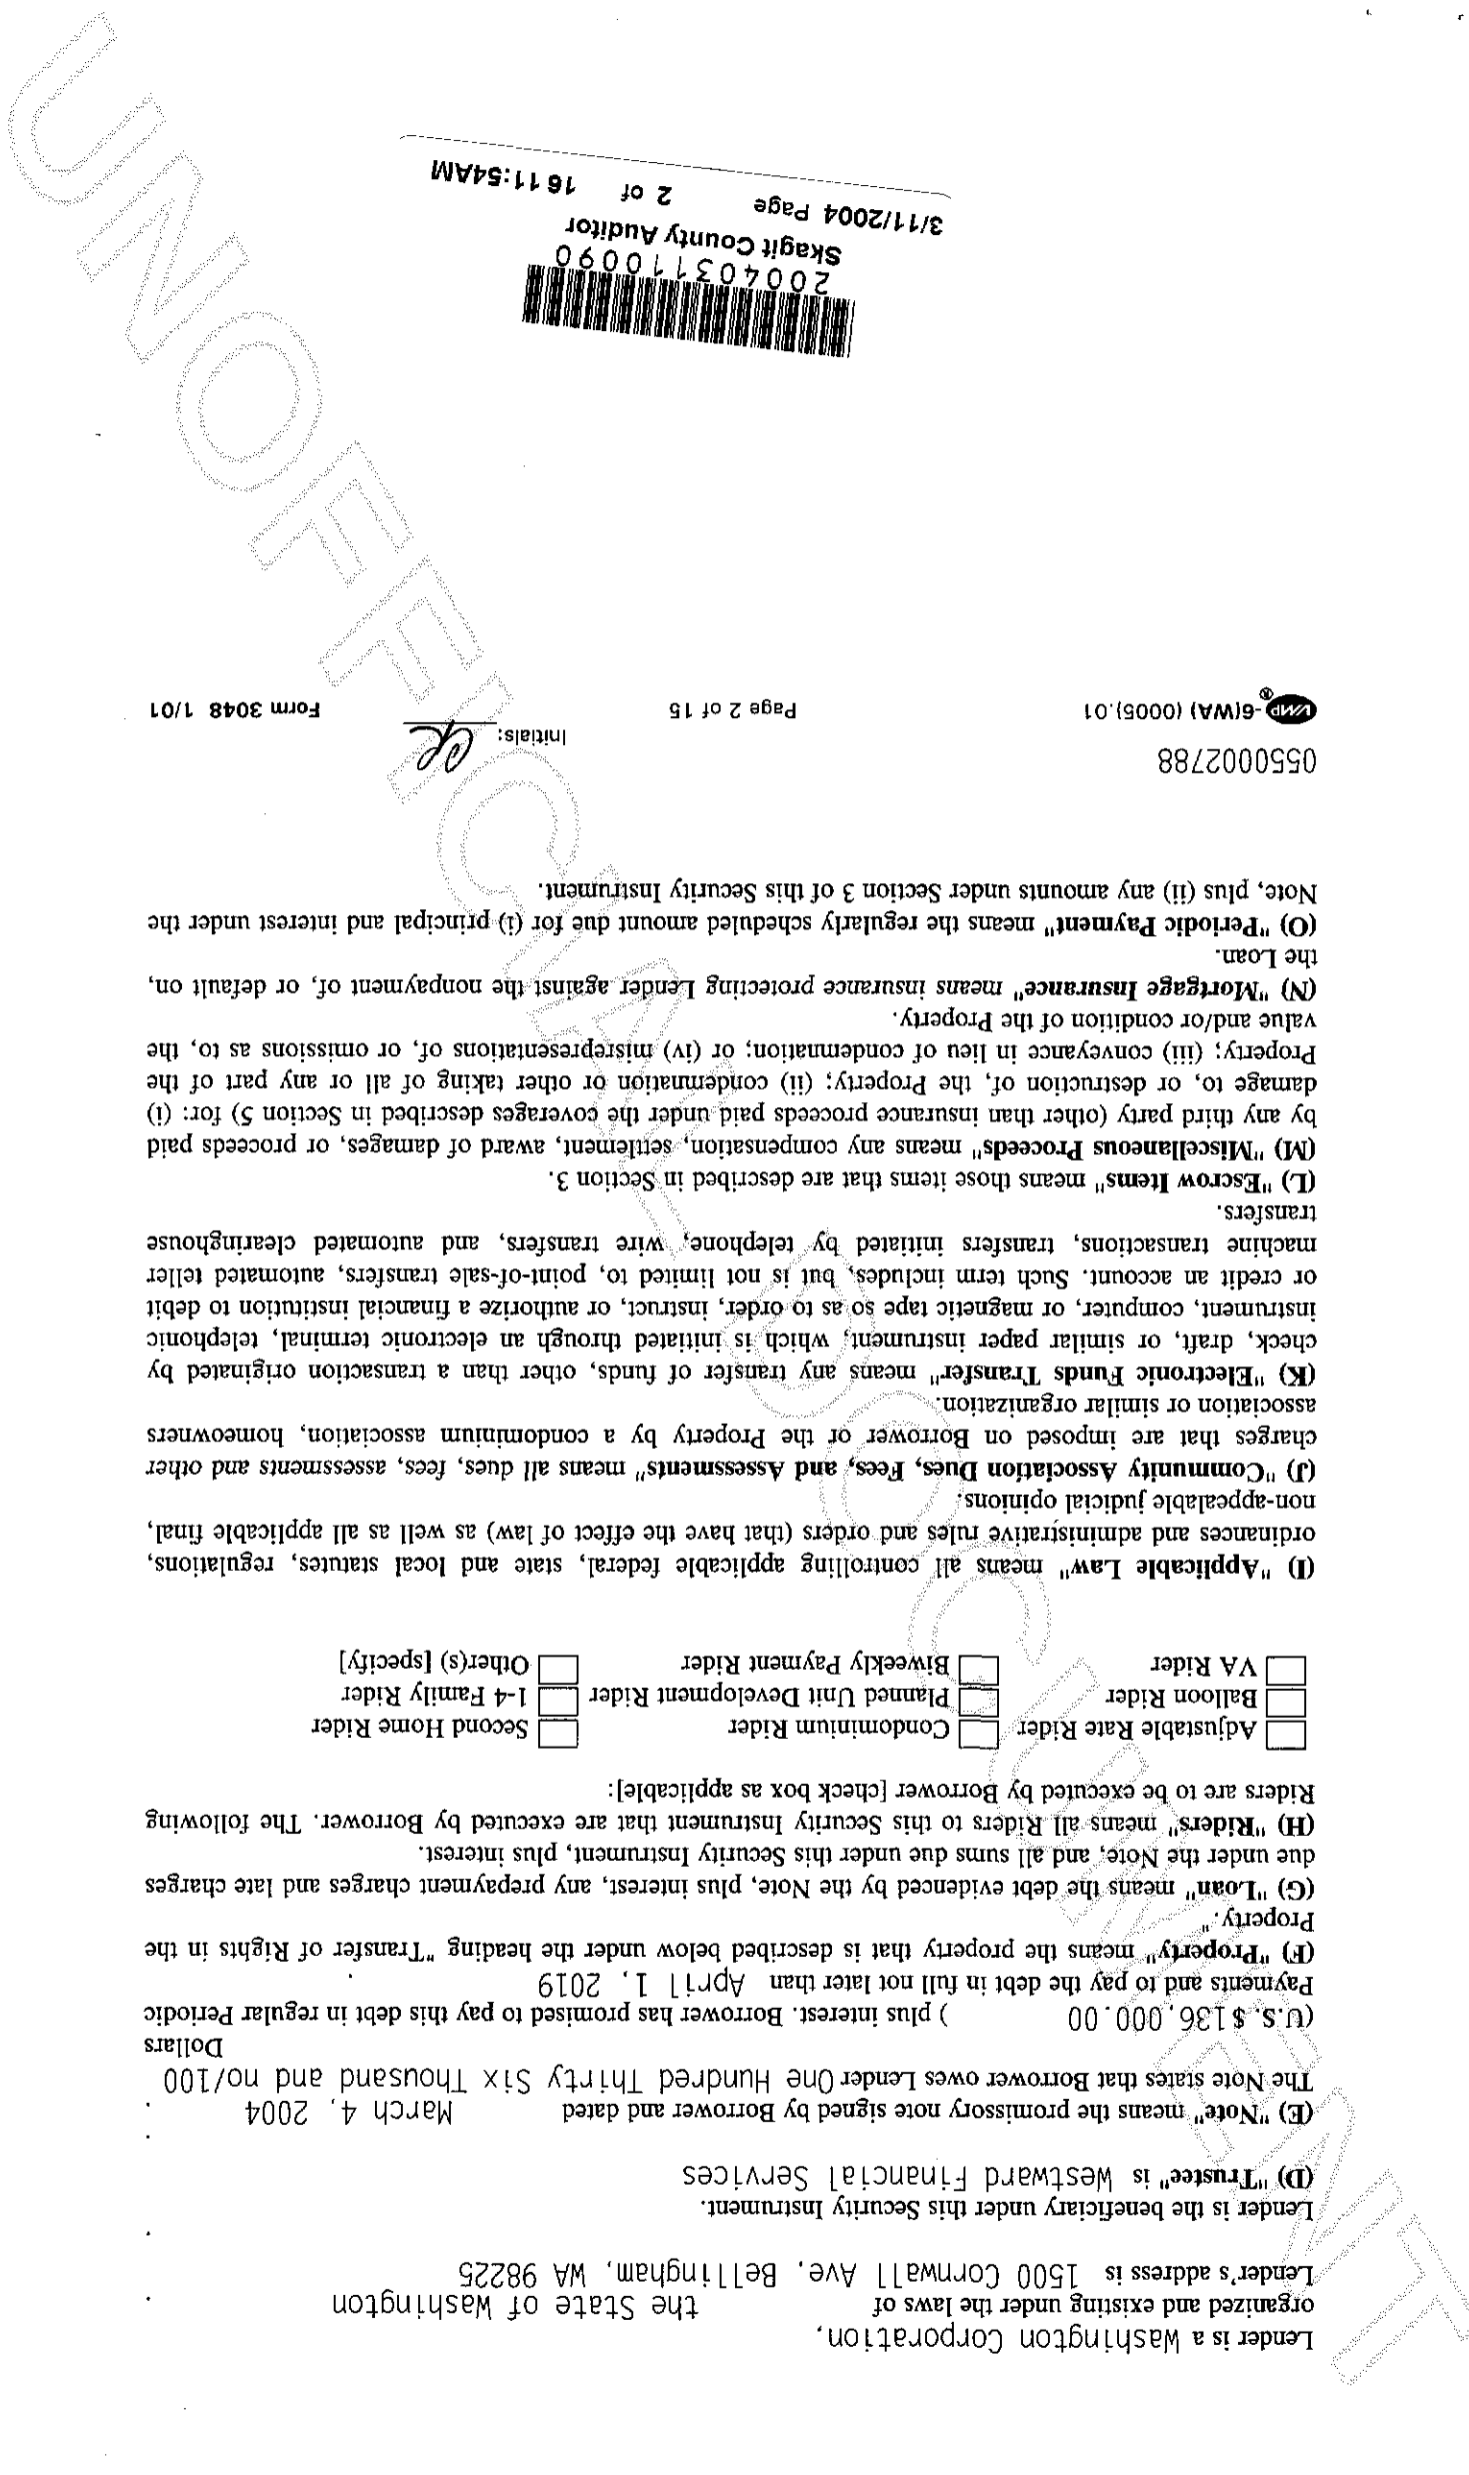 Lender is a Washington Corporation,
organized and existing under the laws of the State of Washington .
Lender's address is 1500 Cornwall Ave, Bellingham, WA 98225
.
Lender is the beneficiary under this Security Instrument.
(D) "Trustee" is Westward Financial Services
.
(E) "Note" means the promissory note signed by Borrower and dated March 4, 2004 .
The Note states that Borrower owes Lender One Hundred Thirty Six Thousand and no/100
Dollars
(U.S. $136,000.00 ) plus interest. Borrower has promised to pay this debt in regular Periodic
Payments and to pay the debt in full not later than April 1, 2019 .
(F) "Property" means the property that is described below under the heading "Transfer of Rights in the
Property."
(G) "Loan" means the debt evidenced by the Note, plus interest, any prepayment charges and late charges
due under the Note, and all sums due under this Security Instrument, plus interest.
(H) "Riders" means all Riders to this Security Instrument that are executed by Borrower. The following
Riders are to be executed by Borrower [check box as applicable]:
Adjustable Rate Rider Condominium Rider Second Home Rider
Balloon Rider Planned Unit Development Rider 1-4 Family Rider
VA Rider Biweekly Payment Rider Other(s) [specify]
(I) "Applicable Law" means all controlling applicable federal, state and local statutes, regulations,
ordinances and administrative rules and orders (that have the effect of law) as well as all applicable final,
non-appealable judicial opinions.
(J) "Community Association Dues, Fees, and Assessments" means all dues, fees, assessments and other
charges that are imposed on Borrower or the Property by a condominium association, homeowners
association or similar organization.
(K) "Electronic Funds Transfer" means any transfer of funds, other than a transaction originated by
check, draft, or similar paper instrument, which is initiated through an electronic terminal, telephonic
instrument, computer, or magnetic tape so as to order, instruct, or authorize a financial institution to debit
or credit an account. Such term includes, but is not limited to, point-of-sale transfers, automated teller
machine transactions, transfers initiated by telephone, wire transfers, and automated clearinghouse
transfers.
(L) "Escrow Items" means those items that are described in Section 3.
(M) "Miscellaneous Proceeds" means any compensation, settlement, award of damages, or proceeds paid
by any third party (other than insurance proceeds paid under the coverages described in Section 5) for: (i)
damage to, or destruction of, the Property; (ii) condemnation or other taking of all or any part of the
Property; (iii) conveyance in lieu of condemnation; or (iv) misrepresentations of, or omissions as to, the
value and/or condition of the Property.
(N) "Mortgage Insurance" means insurance protecting Lender against the nonpayment of, or default on,
the Loan.
(O) "Periodic Payment" means the regularly scheduled amount due for (i) principal and interest under the
Note, plus (ii) any amounts under Section 3 of this Security Instrument.
0550002788
Initials:
VMP®-6(WA) (0005).01 Page 2 of 15 Form 3048 1/01
200403110090
Skagit County Auditor
3/11/2004 Page 2 of 16 11:54AM
UNOFFICIAL DOCUMENT